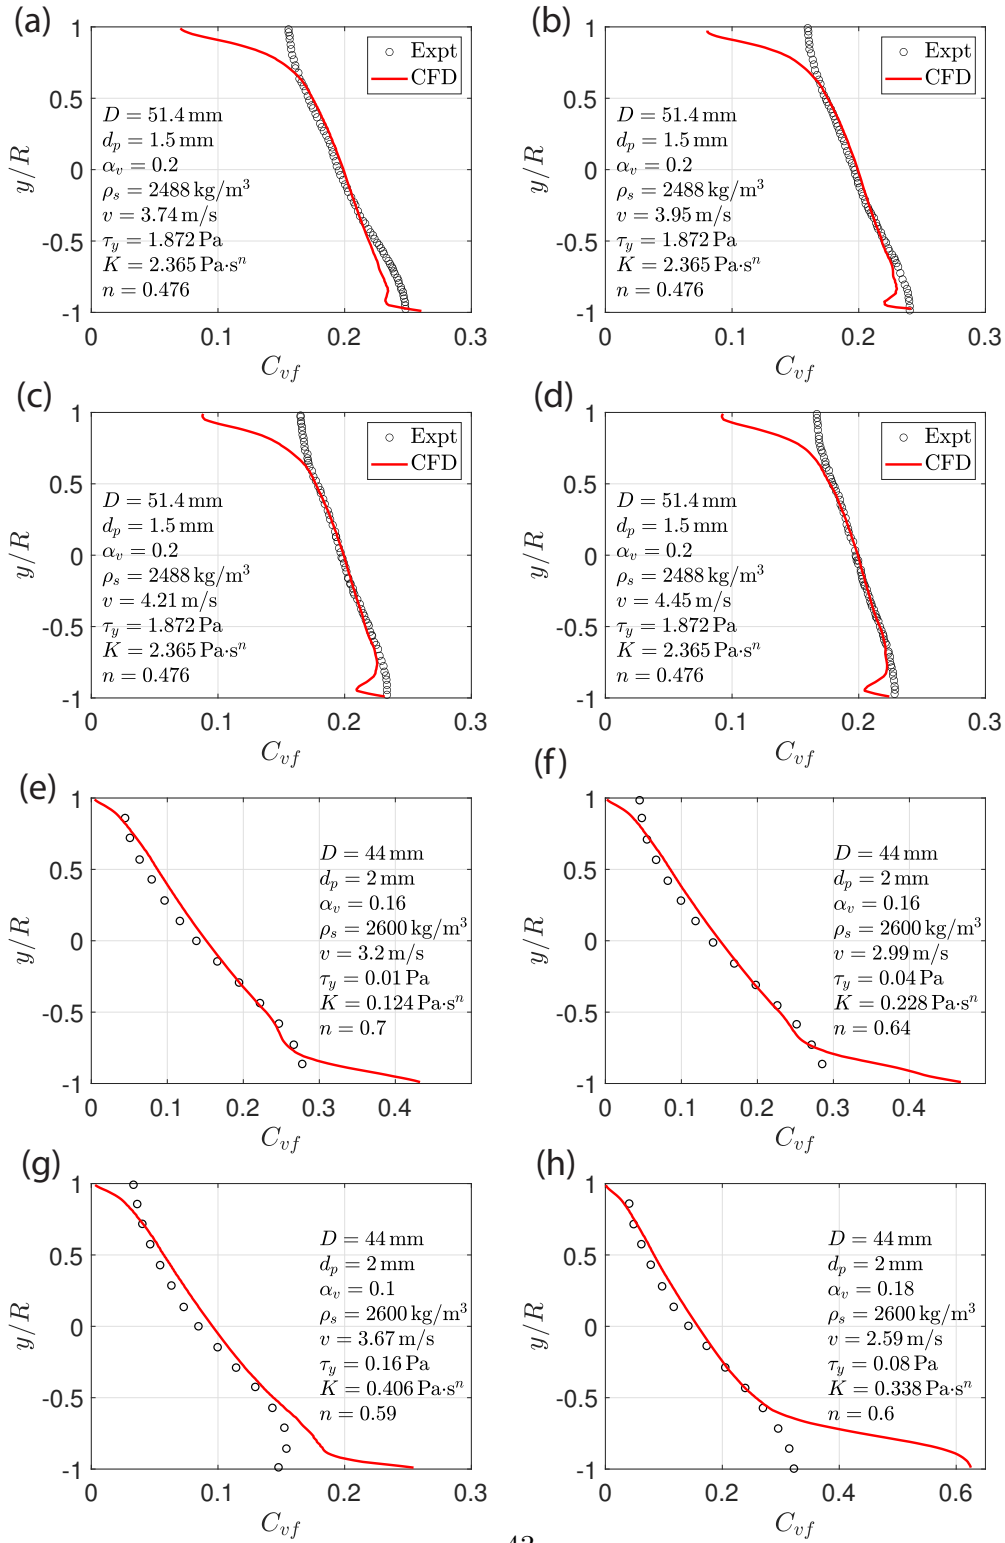 (a)
1
0.5
0
-0.5
-1
y/R
Expt
CFD
D = 51.4 mm
d_p = 1.5 mm
α_v = 0.2
ρ_s = 2488 kg/m³
v = 3.74 m/s
τ_y = 1.872 Pa
K = 2.365 Pa·sⁿ
n = 0.476
0 0.1 0.2 0.3
C_vf
(b)
1
0.5
0
-0.5
-1
y/R
Expt
CFD
D = 51.4 mm
d_p = 1.5 mm
α_v = 0.2
ρ_s = 2488 kg/m³
v = 3.95 m/s
τ_y = 1.872 Pa
K = 2.365 Pa·sⁿ
n = 0.476
0 0.1 0.2 0.3
C_vf
(c)
1
0.5
0
-0.5
-1
y/R
Expt
CFD
D = 51.4 mm
d_p = 1.5 mm
α_v = 0.2
ρ_s = 2488 kg/m³
v = 4.21 m/s
τ_y = 1.872 Pa
K = 2.365 Pa·sⁿ
n = 0.476
0 0.1 0.2 0.3
C_vf
(d)
1
0.5
0
-0.5
-1
y/R
Expt
CFD
D = 51.4 mm
d_p = 1.5 mm
α_v = 0.2
ρ_s = 2488 kg/m³
v = 4.45 m/s
τ_y = 1.872 Pa
K = 2.365 Pa·sⁿ
n = 0.476
0 0.1 0.2 0.3
C_vf
(e)
1
0.5
0
-0.5
-1
y/R
D = 44 mm
d_p = 2 mm
α_v = 0.16
ρ_s = 2600 kg/m³
v = 3.2 m/s
τ_y = 0.01 Pa
K = 0.124 Pa·sⁿ
n = 0.7
0 0.1 0.2 0.3 0.4
C_vf
(f)
1
0.5
0
-0.5
-1
y/R
D = 44 mm
d_p = 2 mm
α_v = 0.16
ρ_s = 2600 kg/m³
v = 2.99 m/s
τ_y = 0.04 Pa
K = 0.228 Pa·sⁿ
n = 0.64
0 0.1 0.2 0.3 0.4
C_vf
(g)
1
0.5
0
-0.5
-1
y/R
D = 44 mm
d_p = 2 mm
α_v = 0.1
ρ_s = 2600 kg/m³
v = 3.67 m/s
τ_y = 0.16 Pa
K = 0.406 Pa·sⁿ
n = 0.59
0 0.1 0.2 0.3
C_vf
(h)
1
0.5
0
-0.5
-1
y/R
D = 44 mm
d_p = 2 mm
α_v = 0.18
ρ_s = 2600 kg/m³
v = 2.59 m/s
τ_y = 0.08 Pa
K = 0.338 Pa·sⁿ
n = 0.6
0 0.2 0.4 0.6
C_vf